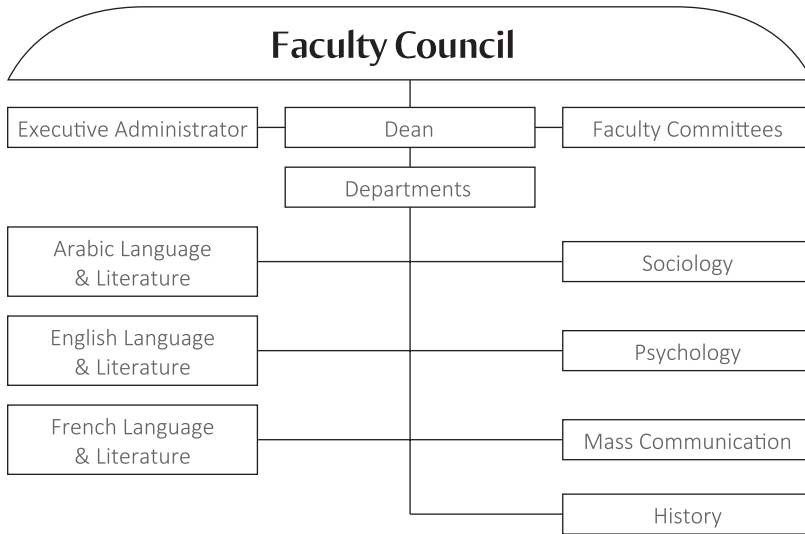 Faculty Council
Executive Administrator
Dean
Faculty Committees
Departments
Arabic Language
& Literature
Sociology
English Language
& Literature
Psychology
French Language
& Literature
Mass Communication
History